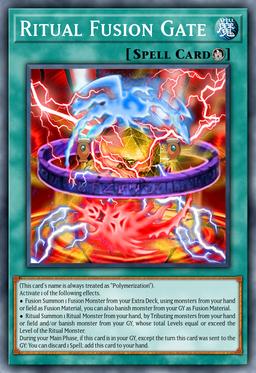 RITUAL FUSION GATE
[SPELL CARD]
(This card's name is always treated as "Polymerization").
Activate 1 of the following effects.
● Fusion Summon 1 Fusion Monster from your Extra Deck, using monsters from your hand
or field as Fusion Material, you can also banish monster from your GY as Fusion Material.
● Ritual Summon 1 Ritual Monster from your hand, by Tributing monsters from your hand
or field and/or banish monster from your GY, whose total Levels equal or exceed the
Level of the Ritual Monster.
During your Main Phase, if this card is in your GY, except the turn this card was sent to the
GY: You can discard 1 Spell; add this card to your hand.